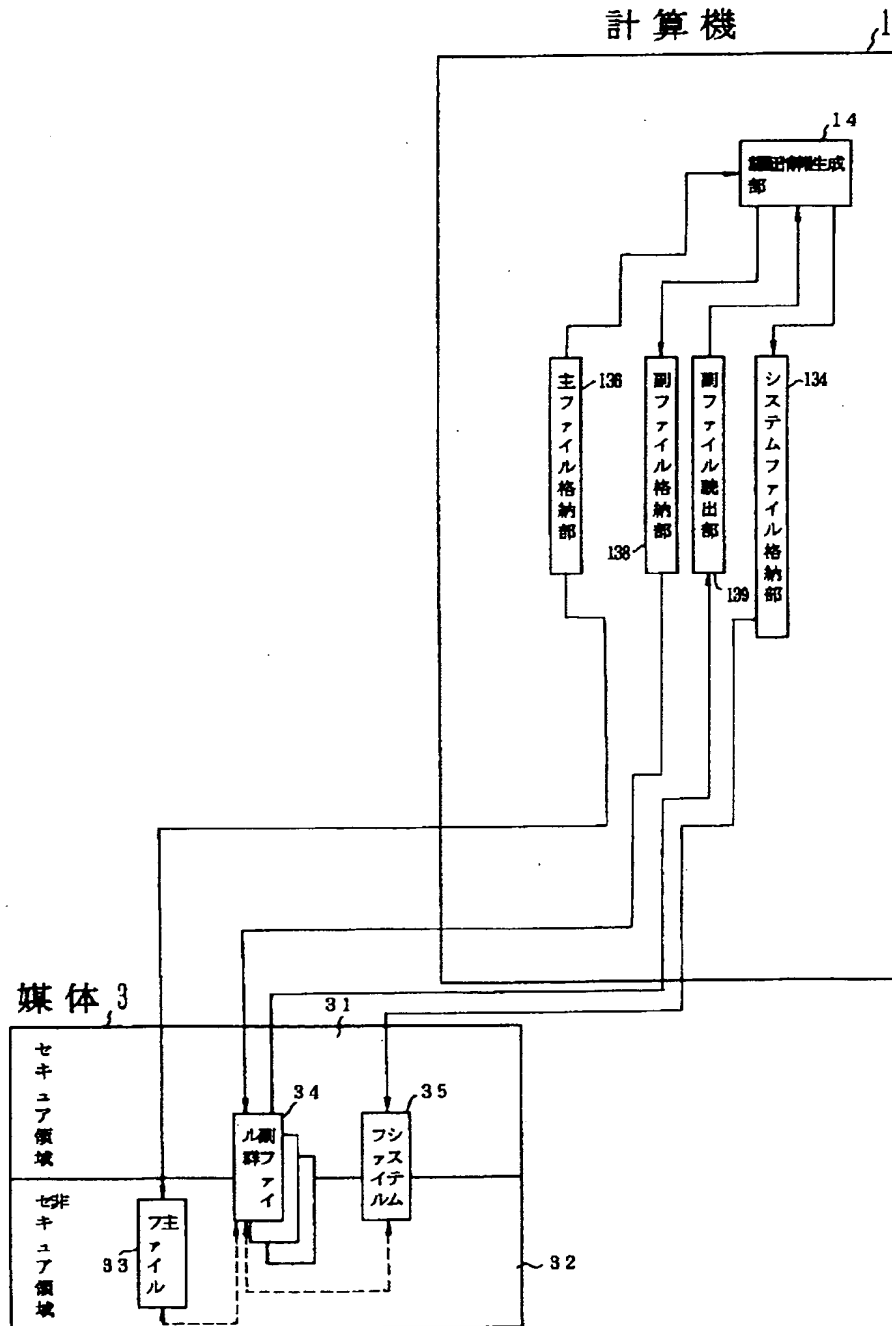 計算機
1
14
生成
部
主ファイル格納部
136
副ファイル格納部
138
副ファイル読出部
139
システムファイル格納部
134
媒体3
31
セキュア領域
34
副ファイ
ル群
35
システム
ファイル
非
セキュア領域
主
ファイル
33
32